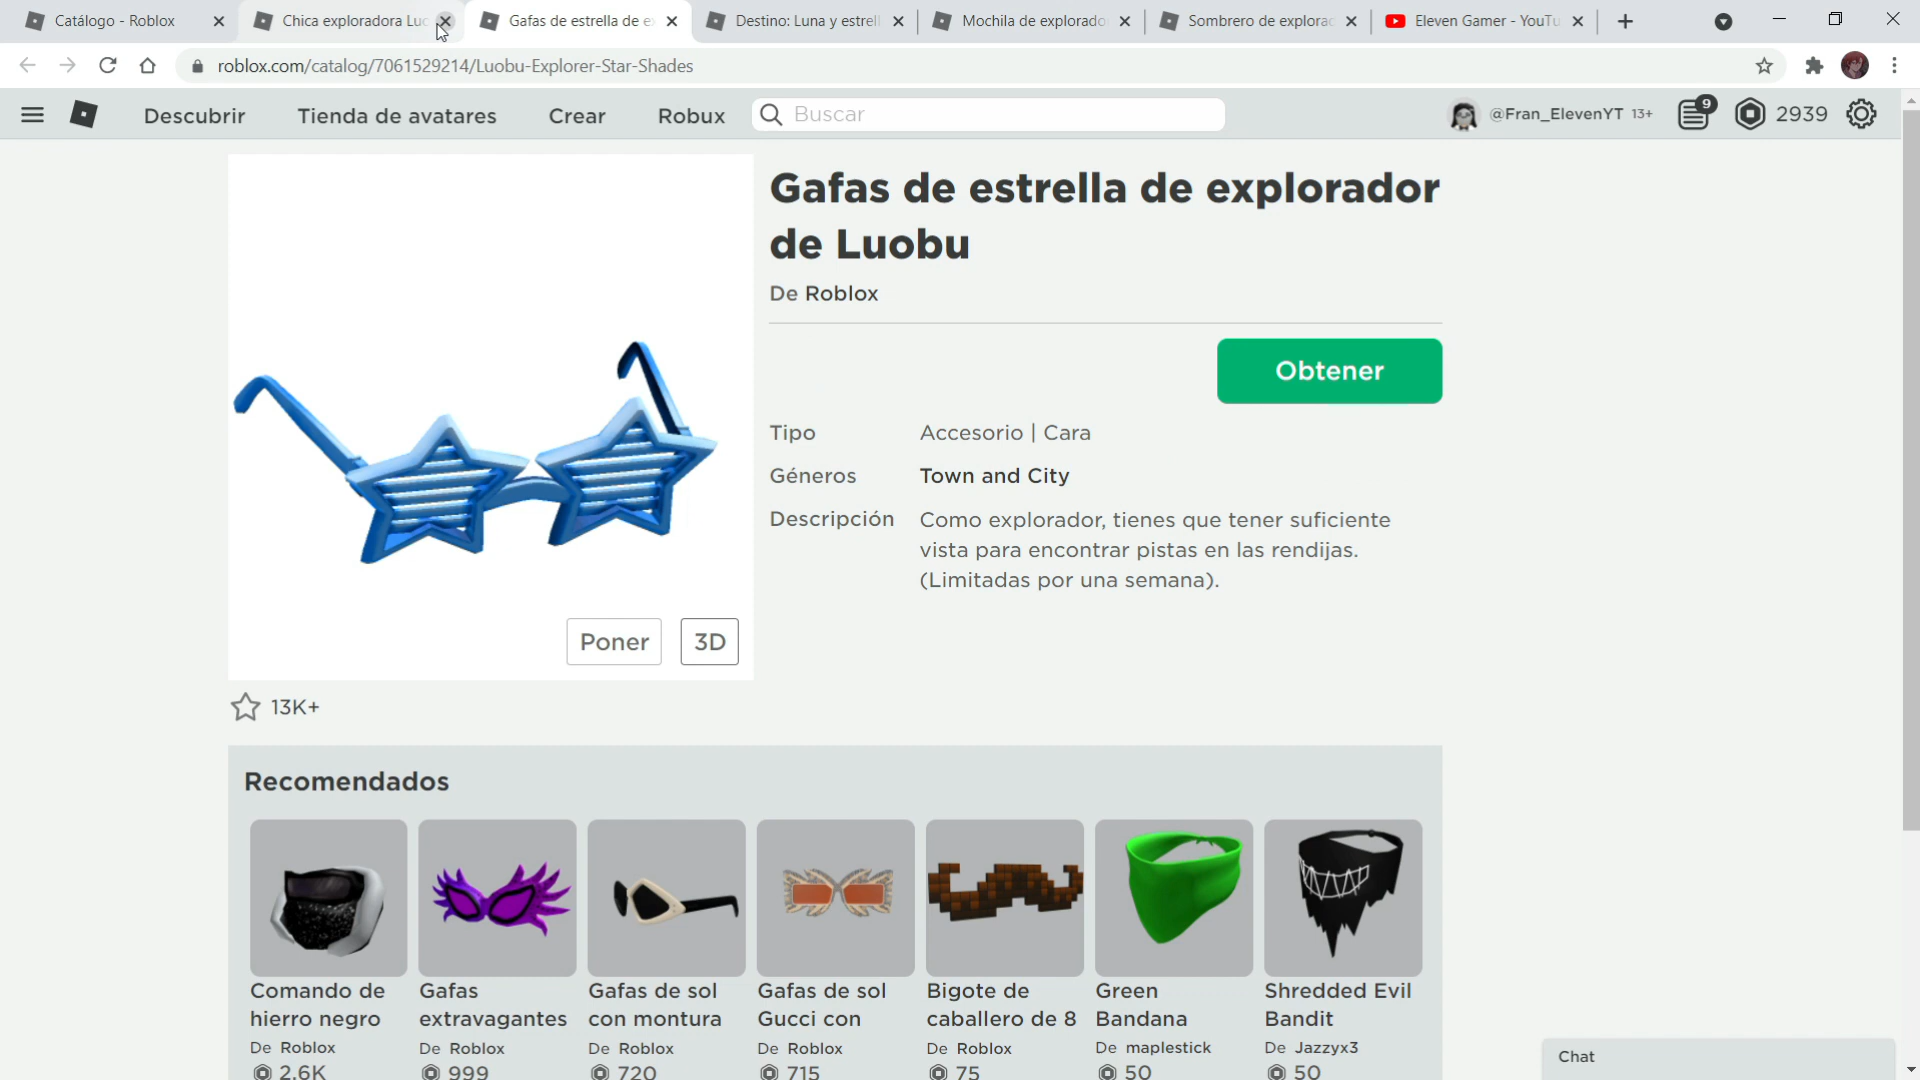 Catálogo - Roblox
Chica exploradora Luo
Gafas de estrella de e
Destino: Luna y estrell
Mochila de explorado
Sombrero de explorac
Eleven Gamer - YouTu
roblox.com/catalog/7061529214/Luobu-Explorer-Star-Shades
Descubrir
Tienda de avatares
Crear
Robux
Buscar
@Fran_ElevenYT 13+
9
2939
Gafas de estrella de explorador
de Luobu
De Roblox
Obtener
Tipo
Accesorio | Cara
Géneros
Town and City
Descripción
Como explorador, tienes que tener suficiente
vista para encontrar pistas en las rendijas.
(Limitadas por una semana).
Poner
3D
13K+
Recomendados
Comando de
hierro negro
De Roblox
2.6K
Gafas
extravagantes
De Roblox
999
Gafas de sol
con montura
De Roblox
720
Gafas de sol
Gucci con
De Roblox
715
Bigote de
caballero de 8
De Roblox
75
Green
Bandana
De maplestick
50
Shredded Evil
Bandit
De Jazzyx3
50
Chat